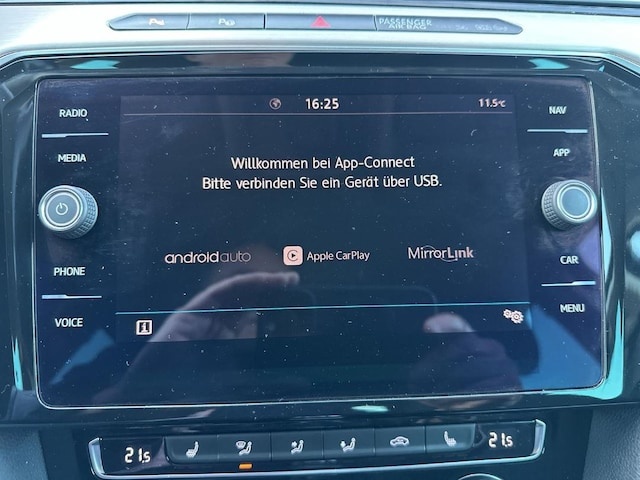 PASSENGER
AIR BAG
RADIO
16:25
11.5°C
NAV
MEDIA
Willkommen bei App-Connect
APP
Bitte verbinden Sie ein Gerät über USB.
androidauto
Apple CarPlay
MirrorLink
PHONE
CAR
VOICE
MENU
21.5
21.5